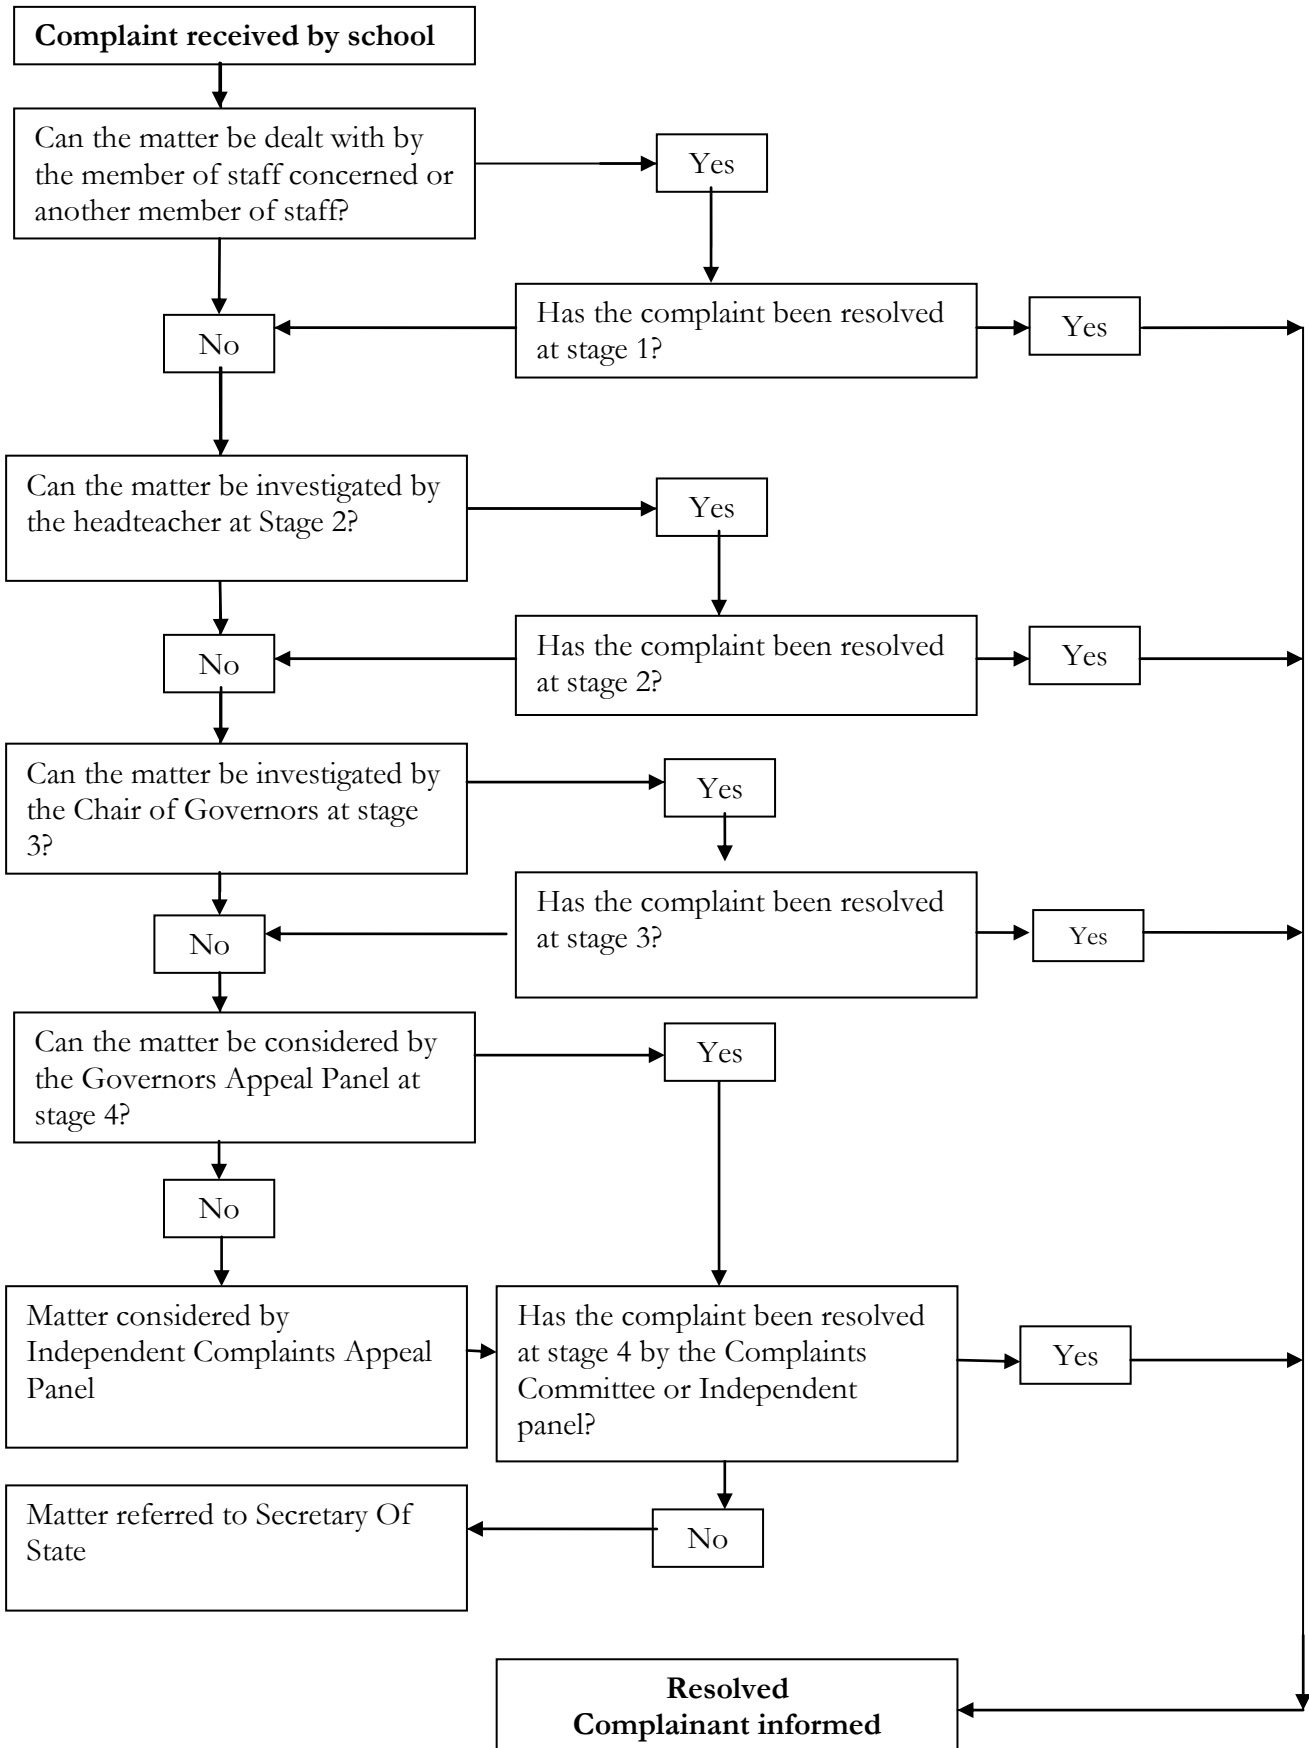 Complaint received by school
Can the matter be dealt with by
the member of staff concerned or
another member of staff?
Yes
Has the complaint been resolved
at stage 1?
Yes
No
Can the matter be investigated by
the headteacher at Stage 2?
Yes
Has the complaint been resolved
at stage 2?
Yes
No
Can the matter be investigated by
the Chair of Governors at stage
3?
Yes
Has the complaint been resolved
at stage 3?
Yes
No
Can the matter be considered by
the Governors Appeal Panel at
stage 4?
Yes
No
Matter considered by
Independent Complaints Appeal
Panel
Has the complaint been resolved
at stage 4 by the Complaints
Committee or Independent
panel?
Yes
No
Matter referred to Secretary Of
State
Resolved
Complainant informed